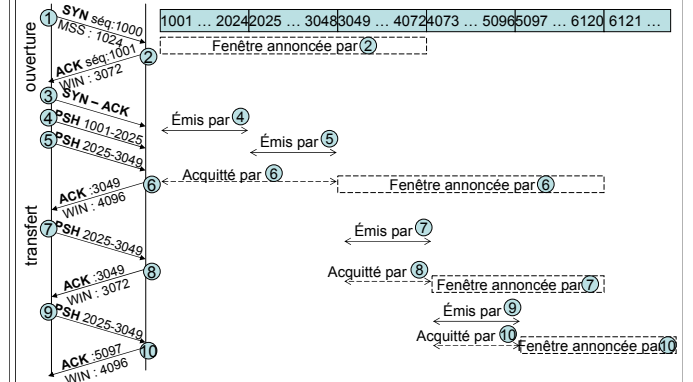 1 SYN séq:1000
MSS : 1024
1001 … 2024 2025 … 3048 3049 … 4072 4073 … 5096 5097 … 6120 6121 …
ouverture
Fenêtre annoncée par 2
2
ACK séq:1001
WIN : 3072
3 SYN – ACK
4 PSH 1001-2025
Émis par 4
5 PSH 2025-3049
Émis par 5
Acquitté par 6
6
Fenêtre annoncée par 6
ACK :3049
WIN : 4096
transfert
7 PSH 2025-3049
Émis par 7
8
Acquitté par 8
Fenêtre annoncée par 7
ACK :3049
WIN : 3072
9 PSH 2025-3049
Émis par 9
Acquitté par 10
10
Fenêtre annoncée par 10
ACK :5097
WIN : 4096